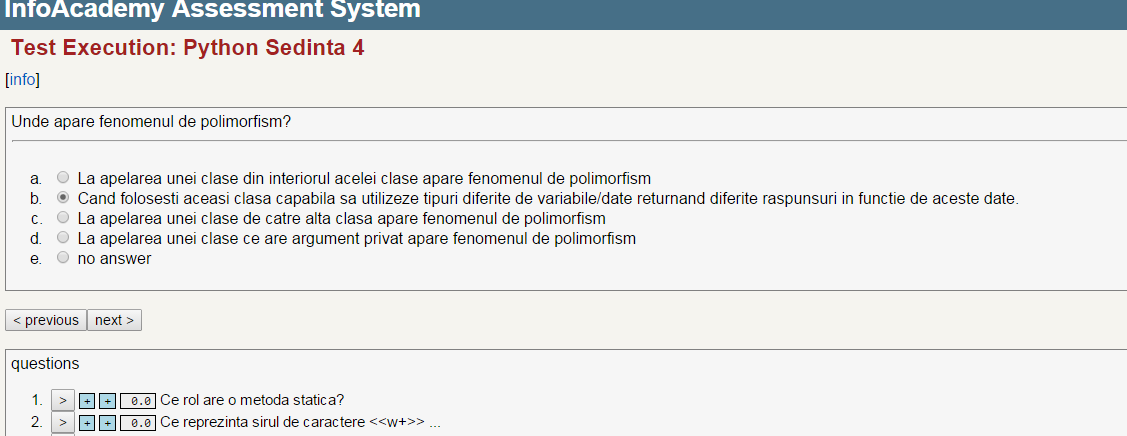 InfoAcademy Assessment System
Test Execution: Python Sedinta 4
[info]
Unde apare fenomenul de polimorfism?
a. La apelarea unei clase din interiorul acelei clase apare fenomenul de polimorfism
b. Cand folosesti aceasi clasa capabila sa utilizeze tipuri diferite de variabile/date returnand diferite raspunsuri in functie de aceste date.
c. La apelarea unei clase de catre alta clasa apare fenomenul de polimorfism
d. La apelarea unei clase ce are argument privat apare fenomenul de polimorfism
e. no answer
< previous next >
questions
1. > + + 0.0 Ce rol are o metoda statica?
2. > + + 0.0 Ce reprezinta sirul de caractere <<w+>> ...